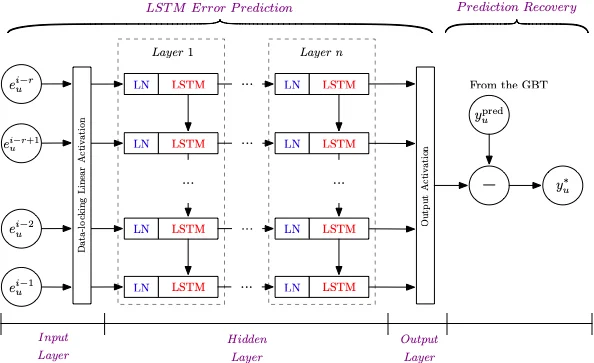 LSTM Error Prediction
Prediction Recovery
Layer 1
Layer n
e_u^{i−r}
LN LSTM ... LN LSTM
From the GBT
y_u^{pred}
e_u^{i−r+1}
LN LSTM ... LN LSTM
Data-locking Linear Activation
Output Activation
... ...
− y_u^*
e_u^{i−2}
LN LSTM ... LN LSTM
e_u^{i−1}
LN LSTM ... LN LSTM
Input
Layer
Hidden
Layer
Output
Layer